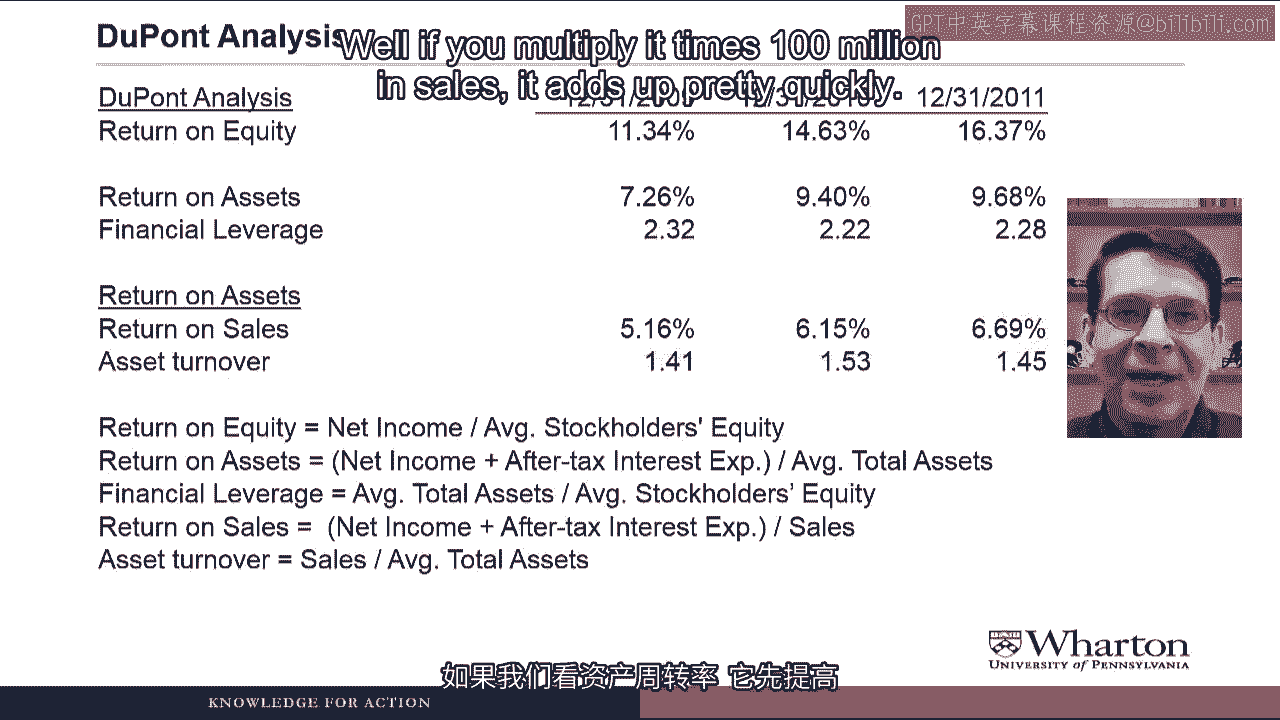 GPT中英字幕课程资源@bilibili.com
DuPont Analysis
Well if you multiply it times 100 million
in sales, it adds up pretty quickly.
DuPont Analysis 12/31/2011
Return on Equity 11.34% 14.63% 16.37%
Return on Assets 7.26% 9.40% 9.68%
Financial Leverage 2.32 2.22 2.28
Return on Assets
Return on Sales 5.16% 6.15% 6.69%
Asset turnover 1.41 1.53 1.45
Return on Equity = Net Income / Avg. Stockholders' Equity
Return on Assets = (Net Income + After-tax Interest Exp.) / Avg. Total Assets
Financial Leverage = Avg. Total Assets / Avg. Stockholders’ Equity
Return on Sales = (Net Income + After-tax Interest Exp.) / Sales
Asset turnover = Sales / Avg. Total Assets
Wharton
University of Pennsylvania
如果我们看资产周转率 它先提高
KNOWLEDGE FOR ACTION